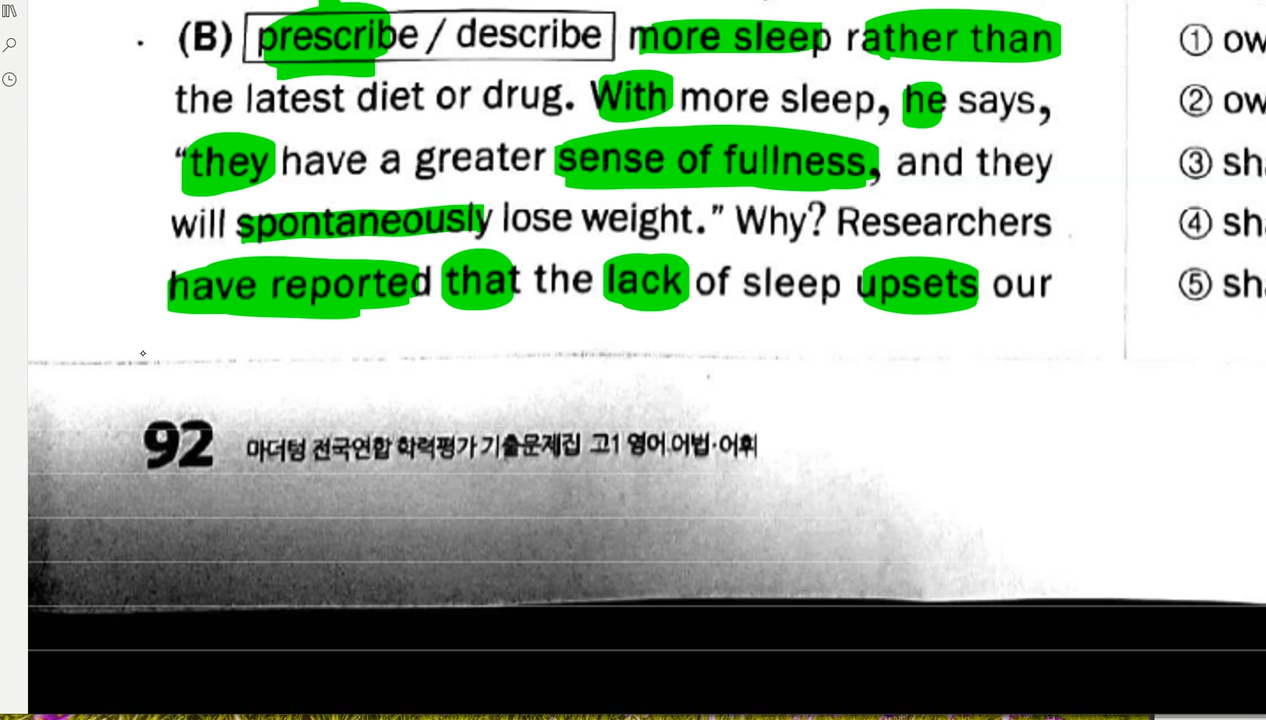 (B) prescribe / describe more sleep rather than
the latest diet or drug. With more sleep, he says,
“they have a greater sense of fullness, and they
will spontaneously lose weight.” Why? Researchers
have reported that the lack of sleep upsets our
① ow
② ow
③ sh
④ sh
⑤ sh
92 마더텅 전국연합 학력평가 기출문제집 고1 영어 어법·어휘